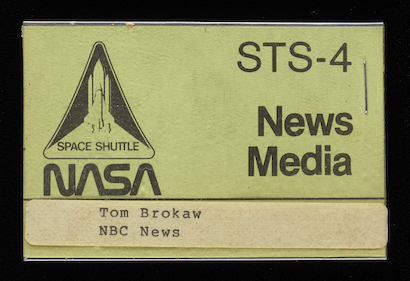 STS-4
News
Media
SPACE SHUTTLE
NASA
Tom Brokaw
NBC News